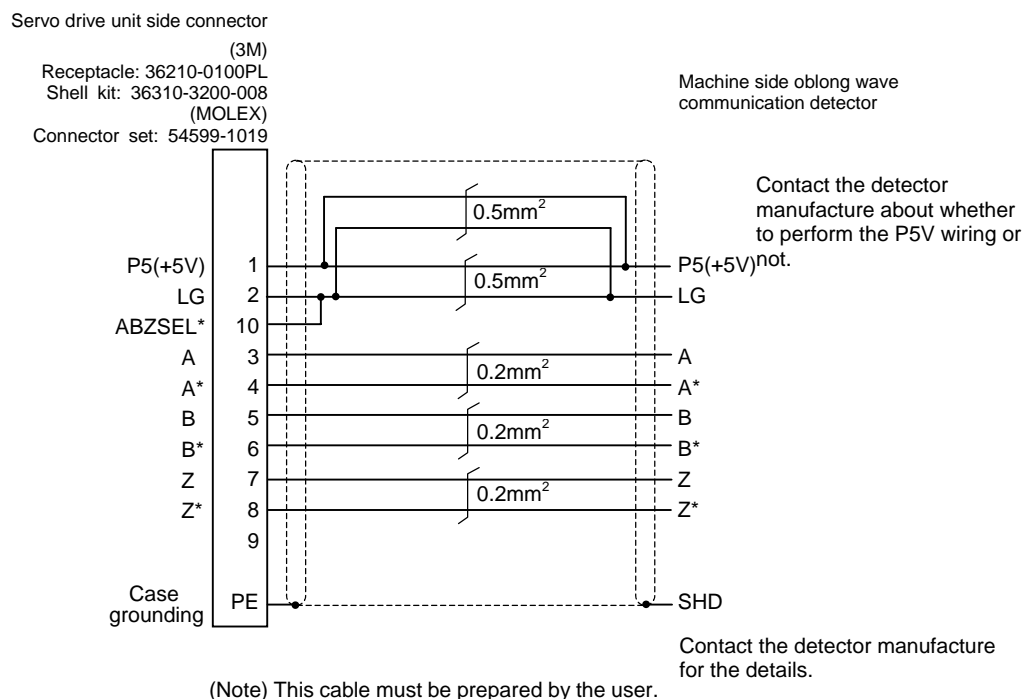 Servo drive unit side connector
(3M)
Receptacle: 36210-0100PL
Shell kit: 36310-3200-008
(MOLEX)
Connector set: 54599-1019
Machine side oblong wave
communication detector
Contact the detector
manufacture about whether
to perform the P5V wiring or
not.
0.5mm²
P5(+5V) 1 P5(+5V)
0.5mm²
LG 2 LG
ABZSEL* 10
A 3 A
0.2mm²
A* 4 A*
B 5 B
0.2mm²
B* 6 B*
Z 7 Z
0.2mm²
Z* 8 Z*
9
Case
grounding PE SHD
Contact the detector manufacture
for the details.
(Note) This cable must be prepared by the user.